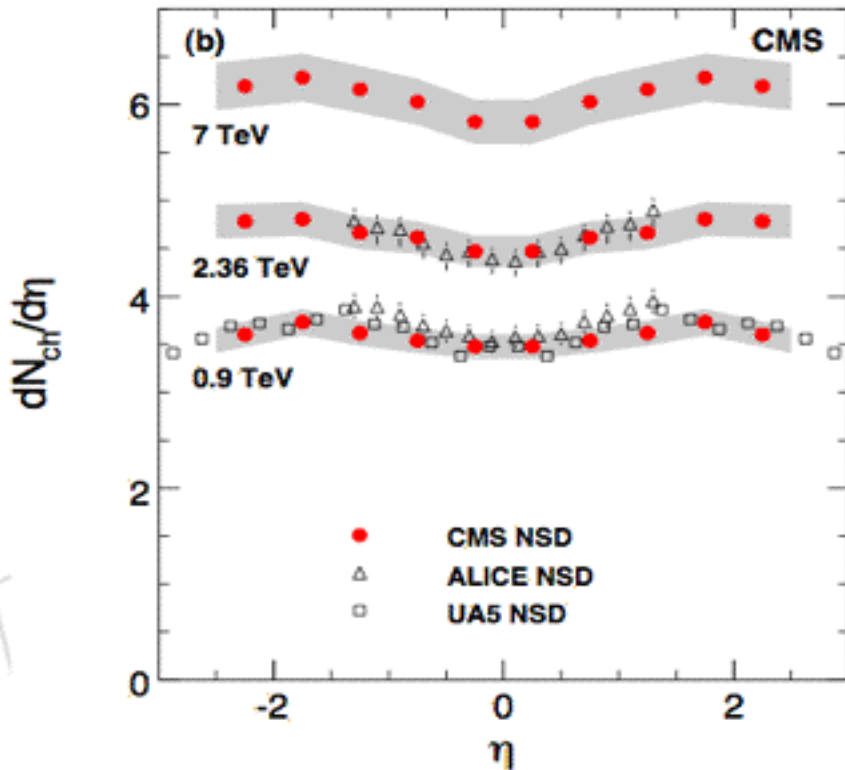 (b)
CMS
6
7 TeV
2.36 TeV
4
0.9 TeV
dN_ch/dη
2
CMS NSD
ALICE NSD
UA5 NSD
0
-2
0
2
η